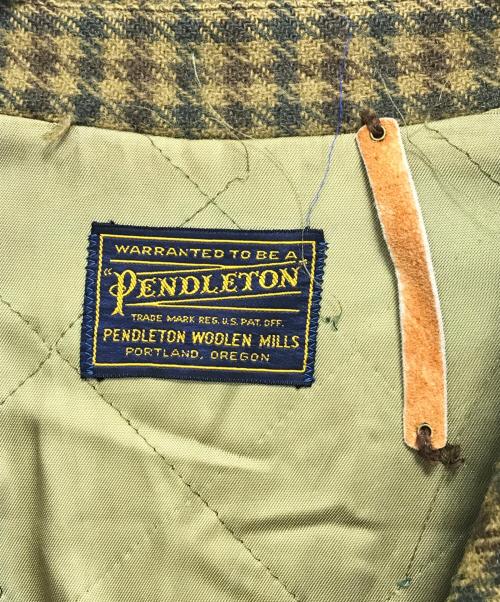 WARRANTED TO BE A
"PENDLETON"
TRADE MARK REG. U.S. PAT. OFF.
PENDLETON WOOLEN MILLS
PORTLAND, OREGON